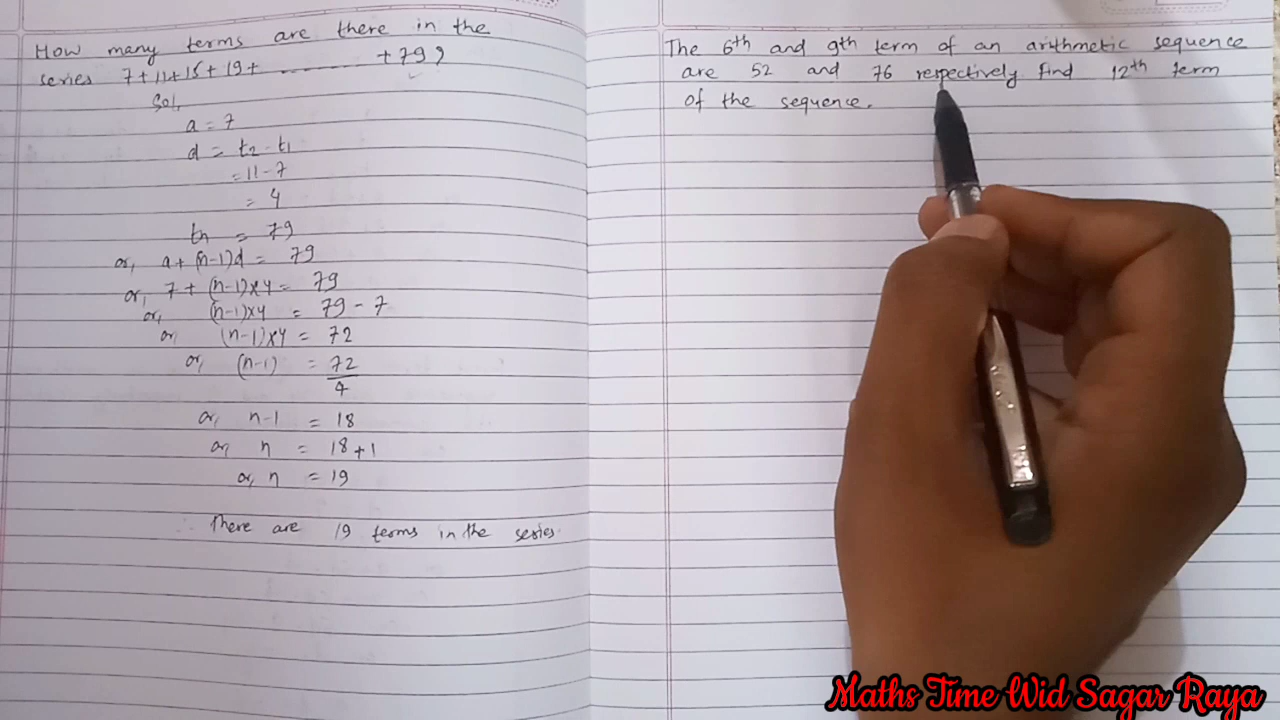 How many terms are there in the
series 7+11+15+19+ ........... +79?
Sol,
a = 7
d = t2 - t1
= 11-7
= 4
tn = 79
or, a+(n-1)d = 79
or, 7+(n-1)×4 = 79
or, (n-1)×4 = 79-7
or, (n-1)×4 = 72
or, (n-1) = 72
4
or, n-1 = 18
or, n = 18+1
or, n = 19
There are 19 terms in the series.
The 6th and 9th term of an arithmetic sequence
are 52 and 76 respectively find 12th term
of the sequence.
Maths Time Wid Sagar Raya